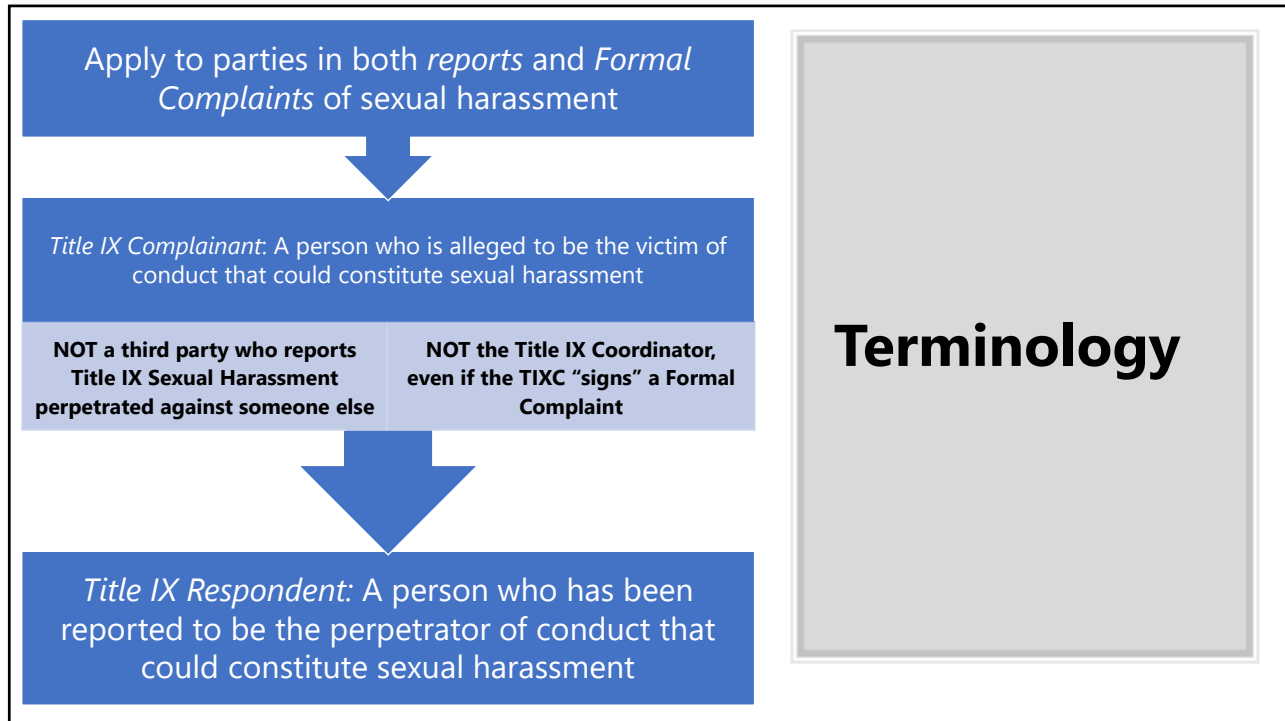 Apply to parties in both reports and Formal
Complaints of sexual harassment
Title IX Complainant: A person who is alleged to be the victim of
conduct that could constitute sexual harassment
NOT a third party who reports
Title IX Sexual Harassment
perpetrated against someone else
NOT the Title IX Coordinator,
even if the TIXC “signs” a Formal
Complaint
Title IX Respondent: A person who has been
reported to be the perpetrator of conduct that
could constitute sexual harassment
Terminology